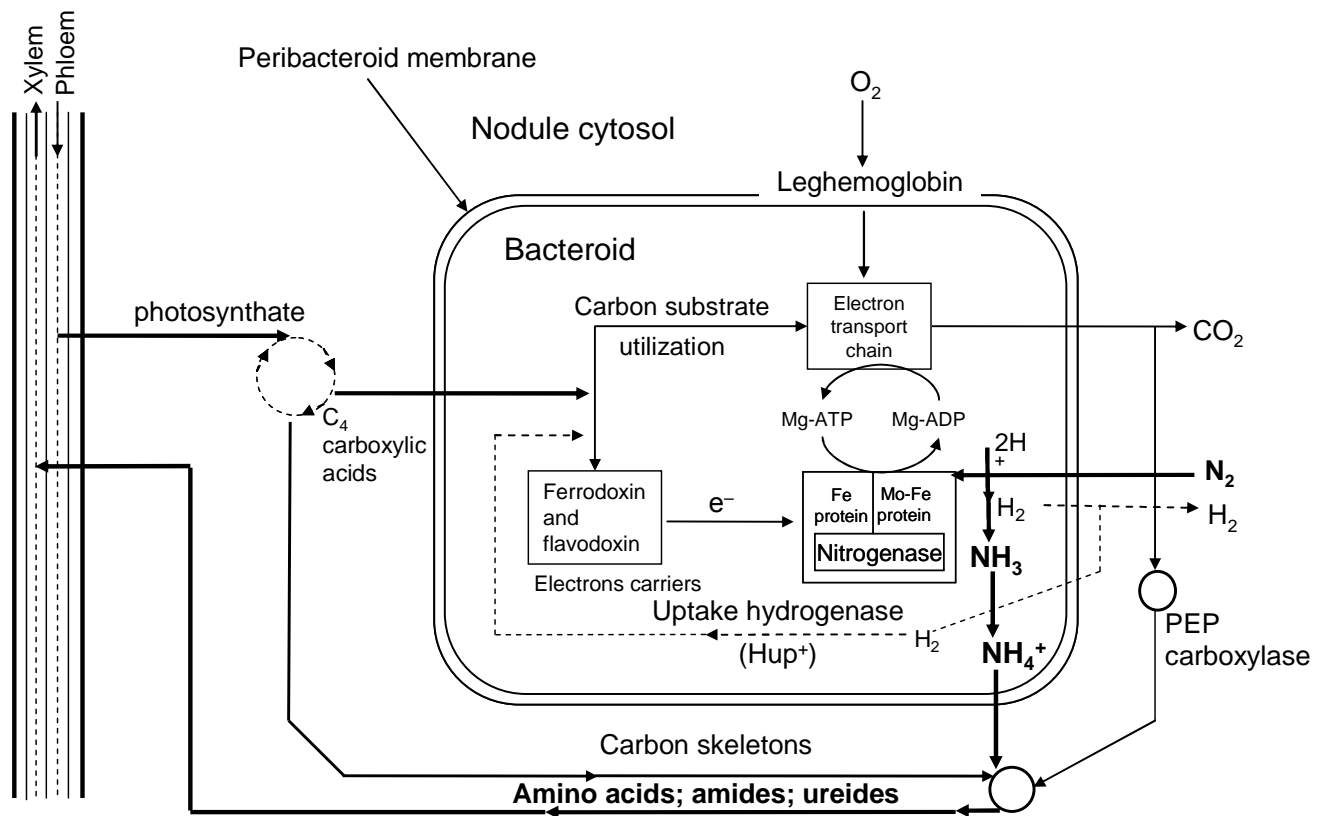 Xylem
Phloem
Peribacteroid membrane
O₂
Nodule cytosol
Leghemoglobin
Bacteroid
photosynthate
Carbon substrate
utilization
Electron
transport
chain
CO₂
C₄
carboxylic
acids
Mg-ATP
Mg-ADP
2H
+
N₂
Ferrodoxin
and
flavodoxin
e⁻
Fe
protein
Mo-Fe
protein
Nitrogenase
H₂
H₂
NH₃
Electrons carriers
Uptake hydrogenase
(Hup⁺)
H₂
NH₄⁺
PEP
carboxylase
Carbon skeletons
Amino acids; amides; ureides